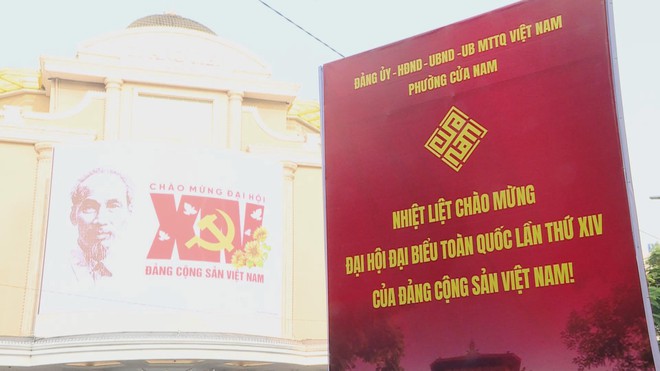 CHÀO MỪNG ĐẠI HỘI
XIV
ĐẢNG CỘNG SẢN VIỆT NAM
ĐẢNG ỦY - HĐND - UBND - UB MTTQ VIỆT NAM
PHƯỜNG CỬA NAM
NHIỆT LIỆT CHÀO MỪNG
ĐẠI HỘI ĐẠI BIỂU TOÀN QUỐC LẦN THỨ XIV
CỦA ĐẢNG CỘNG SẢN VIỆT NAM!